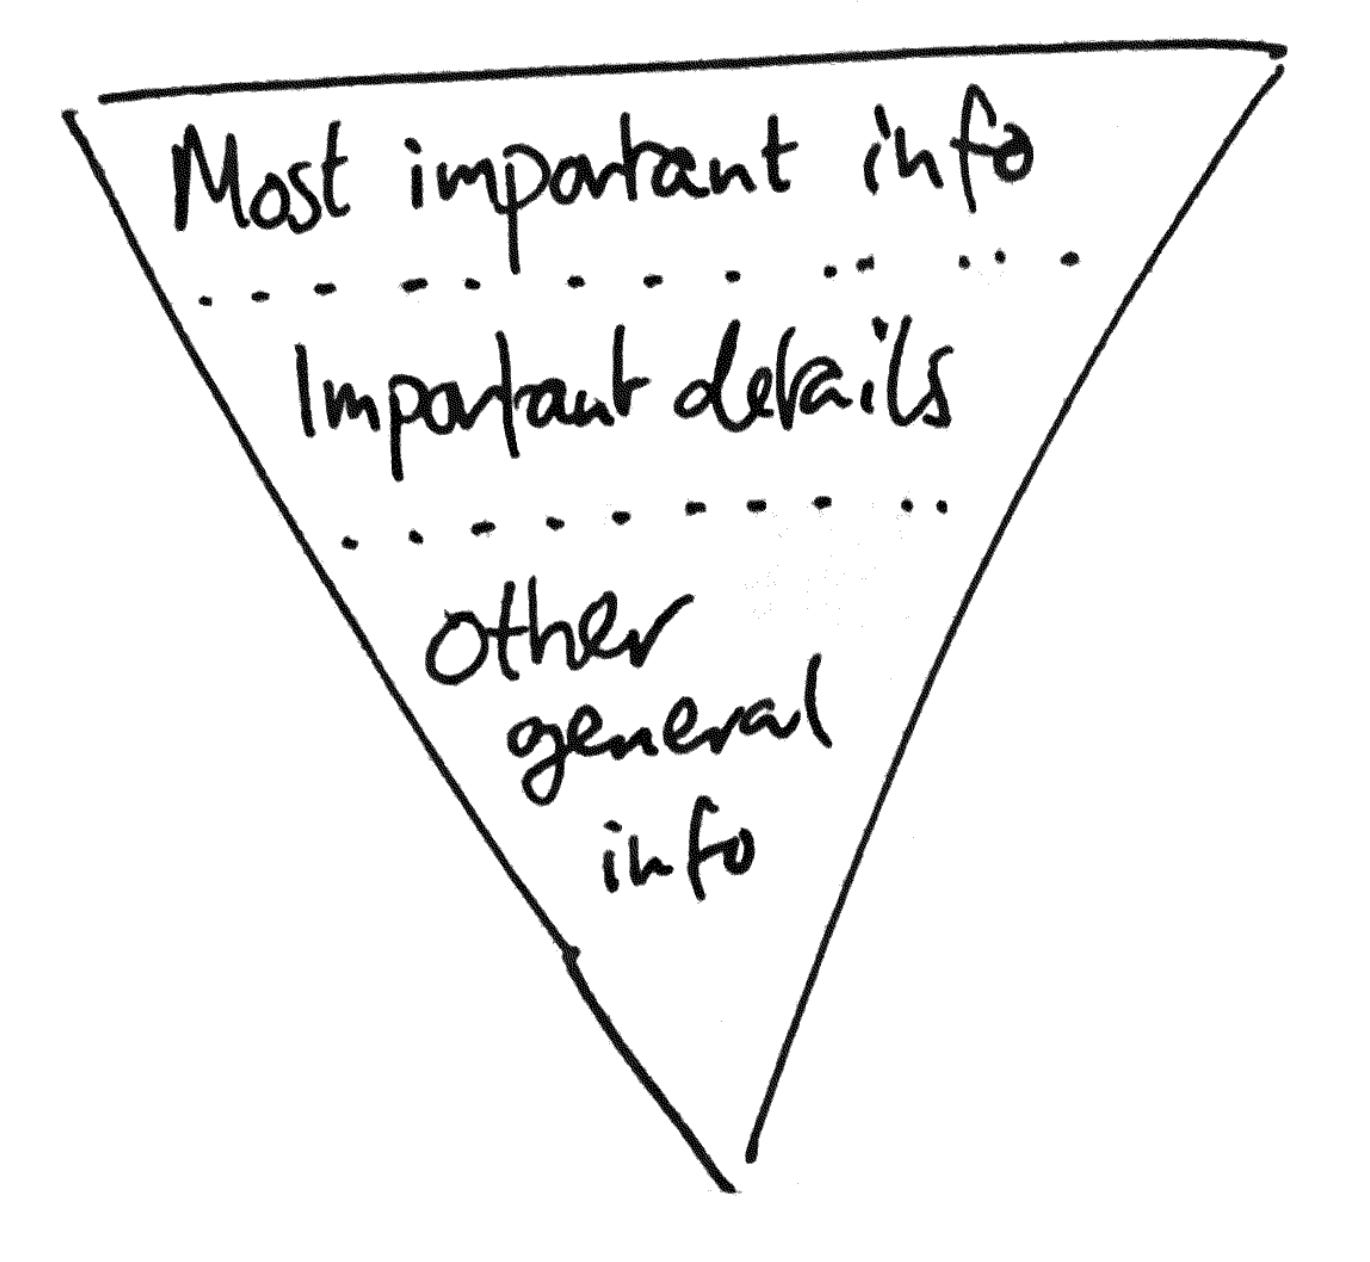 Most important info
Important details
Other
general
info